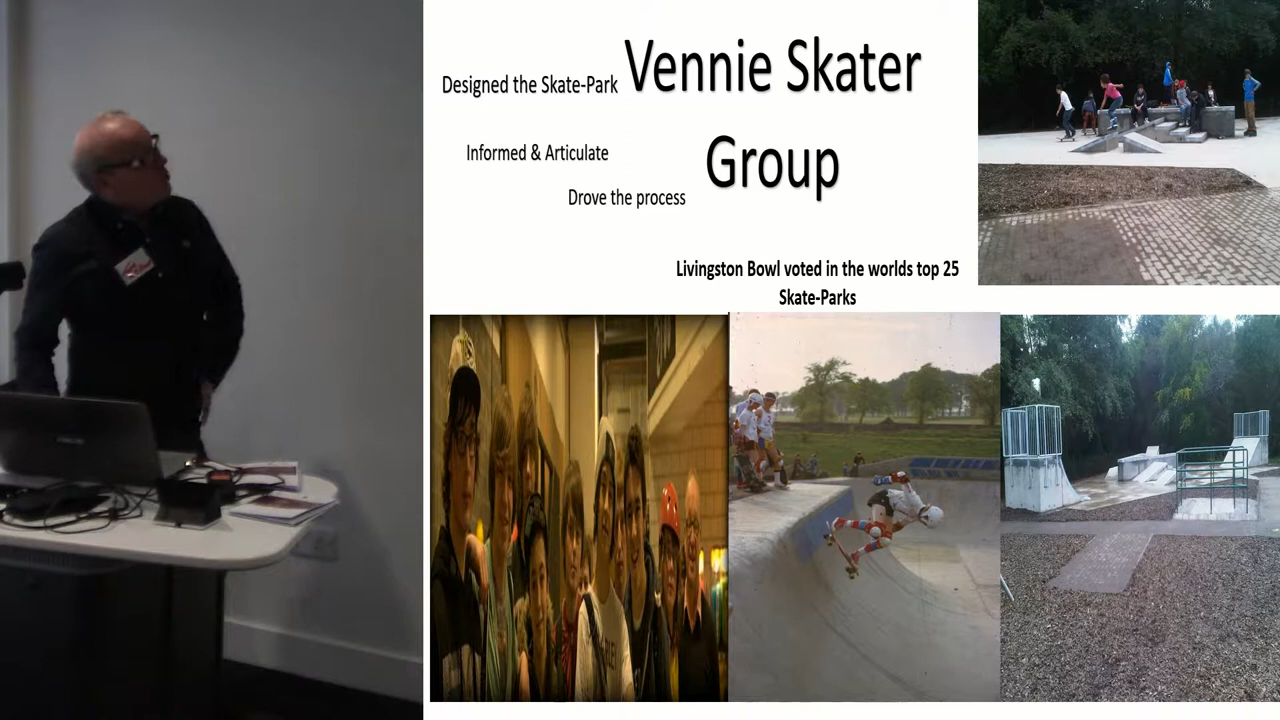 Vennie Skater
Group
Designed the Skate-Park
Informed & Articulate
Drove the process
Livingston Bowl voted in the worlds top 25
Skate-Parks